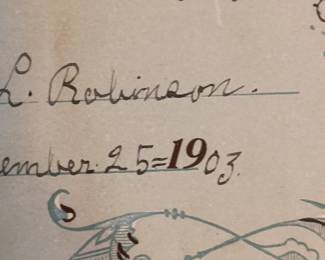 L. Robinson.
ember. 25=1903.